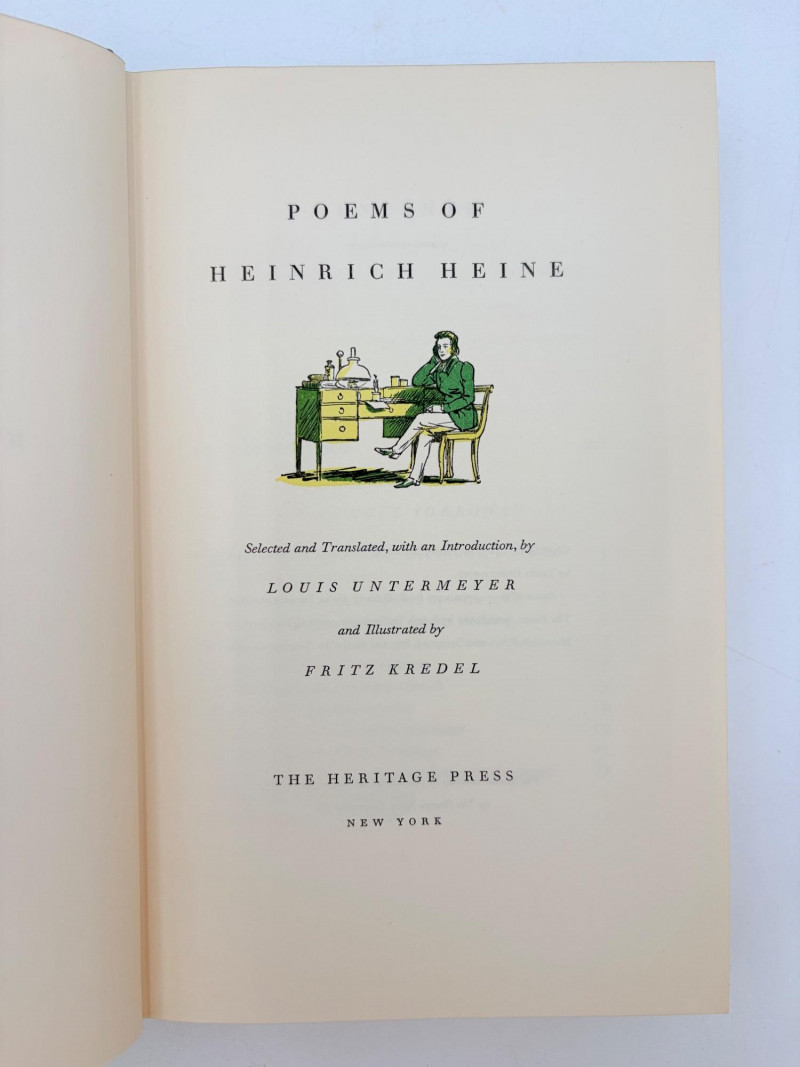 POEMS OF
HEINRICH HEINE
Selected and Translated, with an Introduction, by
LOUIS UNTERMEYER
and Illustrated by
FRITZ KREDEL
THE HERITAGE PRESS
NEW YORK